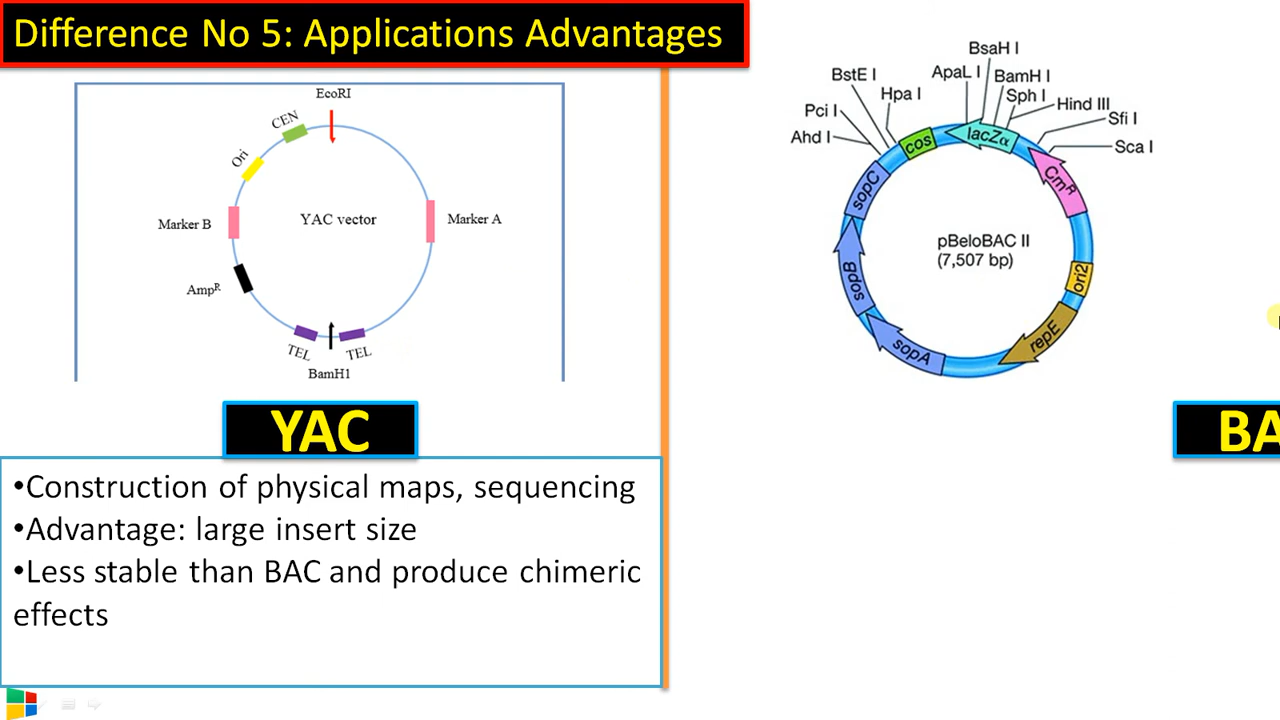 Difference No 5: Applications Advantages
EcoRI
CEN
Ori
Marker B
YAC vector
Marker A
AmpR
TEL
TEL
BamH1
BsaH I
BstE I
ApaL I
BamH I
Hpa I
Sph I
Hind III
Pci I
Sfi I
Ahd I
Sca I
cos
lacZα
CmR
sopC
pBeloBAC II
(7,507 bp)
sopB
ori2
sopA
repE
YAC
BA
•Construction of physical maps, sequencing
•Advantage: large insert size
•Less stable than BAC and produce chimeric
effects